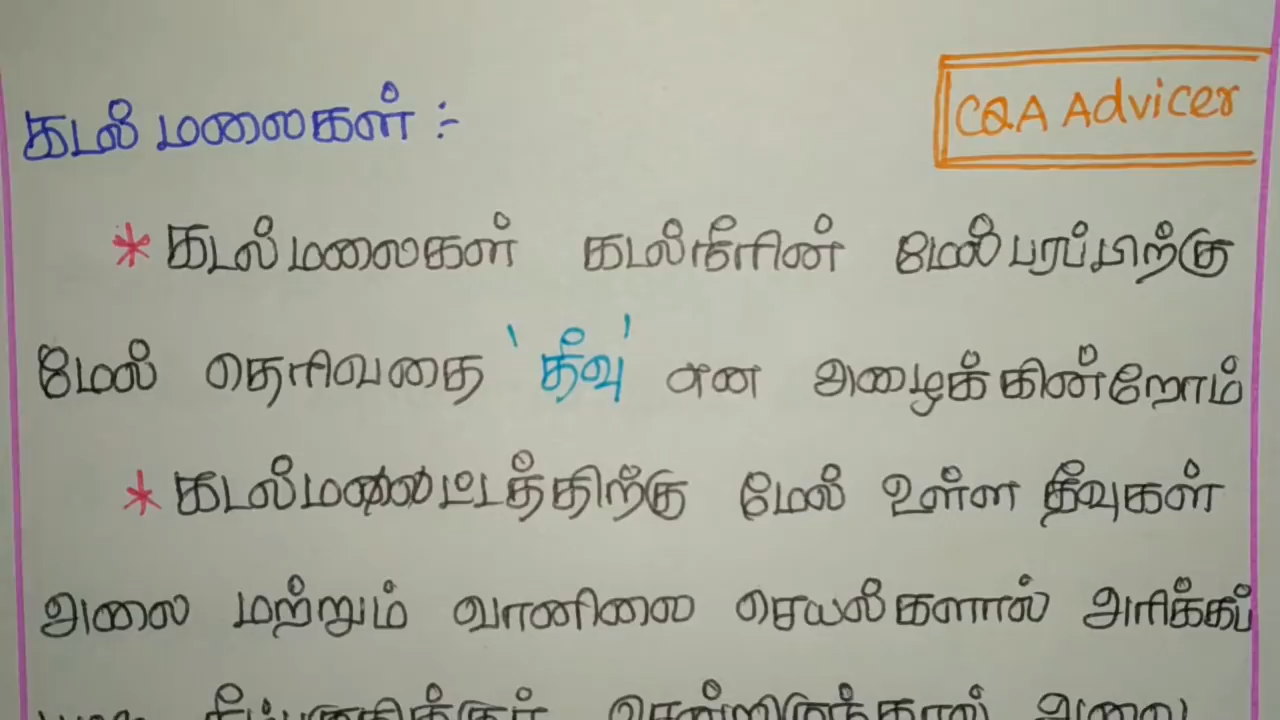 கடல் மலைகள் :-
CQA Advicer
* கடல்மலைகள் கடல்நீரின் மேல்பரப்பிற்கு
மேல் தெரிவதை 'தீவு' என அழைக்கின்றோம்
* கடல்மட்டத்திற்கு மேல் உள்ள தீவுகள்
அலை மற்றும் வானிலை செயல்களால் அரிக்கப்
அலை